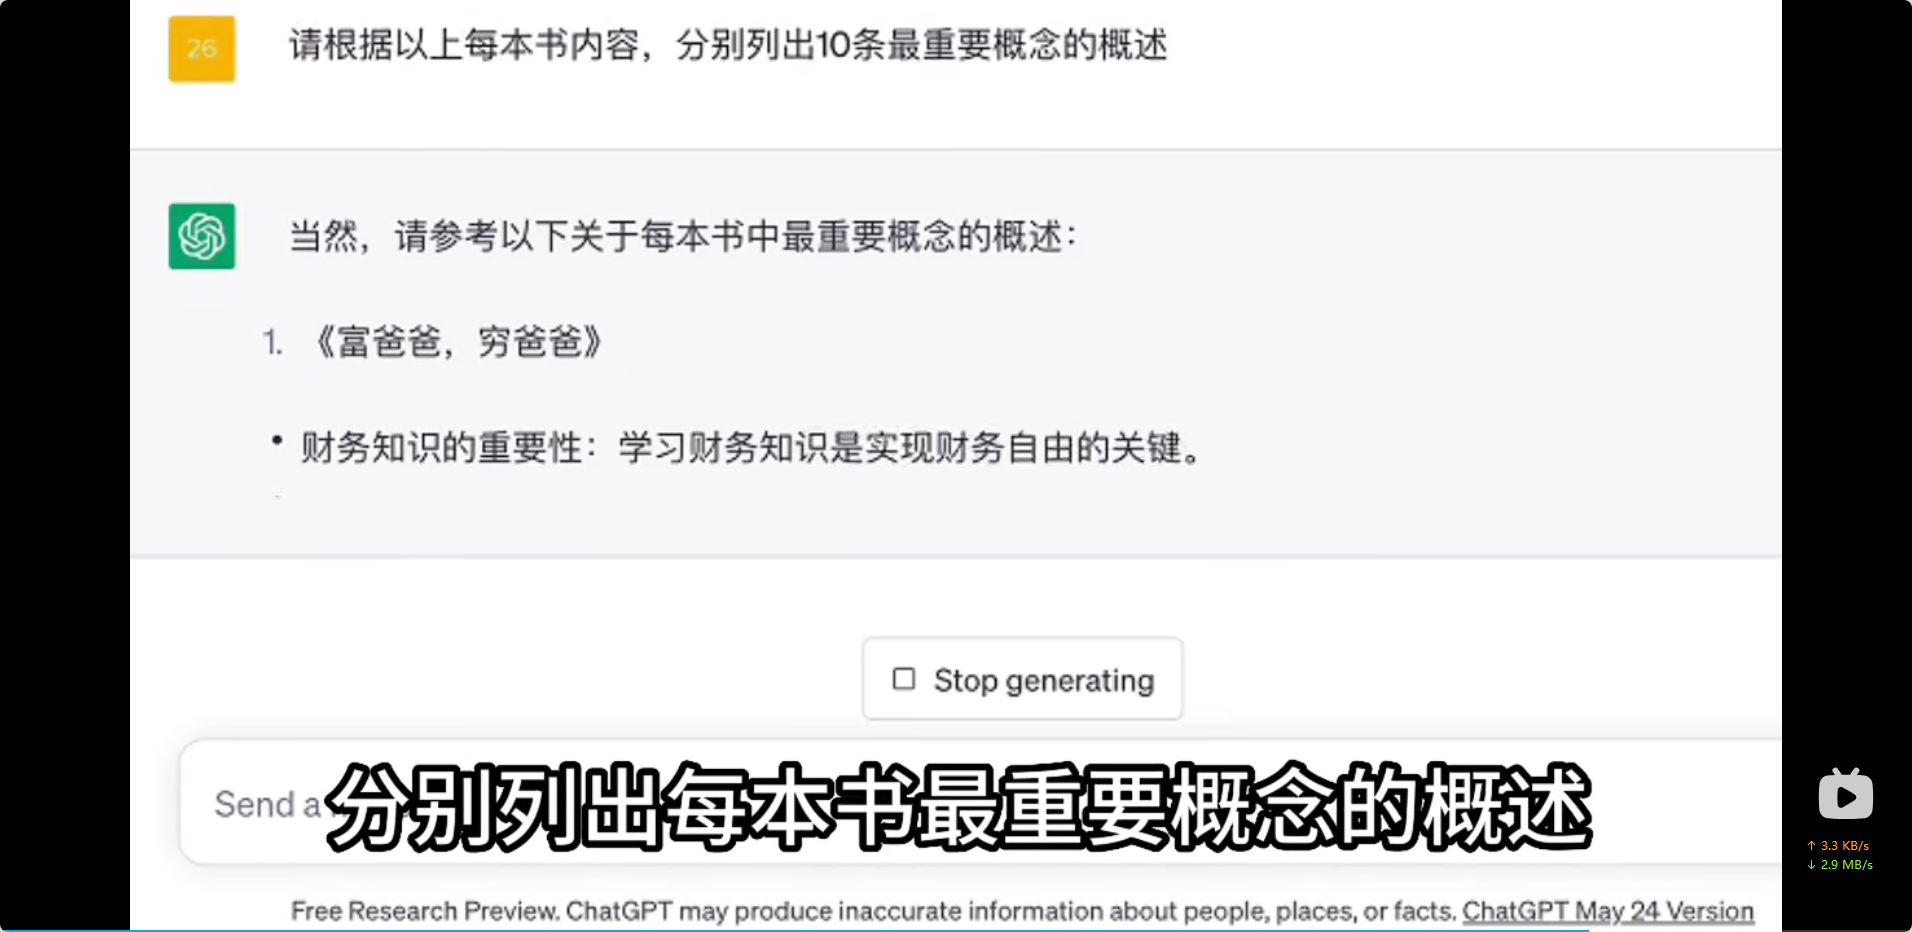 26
请根据以上每本书内容，分别列出10条最重要概念的概述
当然，请参考以下关于每本书中最重要概念的概述：
1. 《富爸爸，穷爸爸》
• 财务知识的重要性：学习财务知识是实现财务自由的关键。
Stop generating
Send a
分别列出每本书最重要概念的概述
↑ 3.3 KB/s
↓ 2.9 MB/s
Free Research Preview. ChatGPT may produce inaccurate information about people, places, or facts. ChatGPT May 24 Version